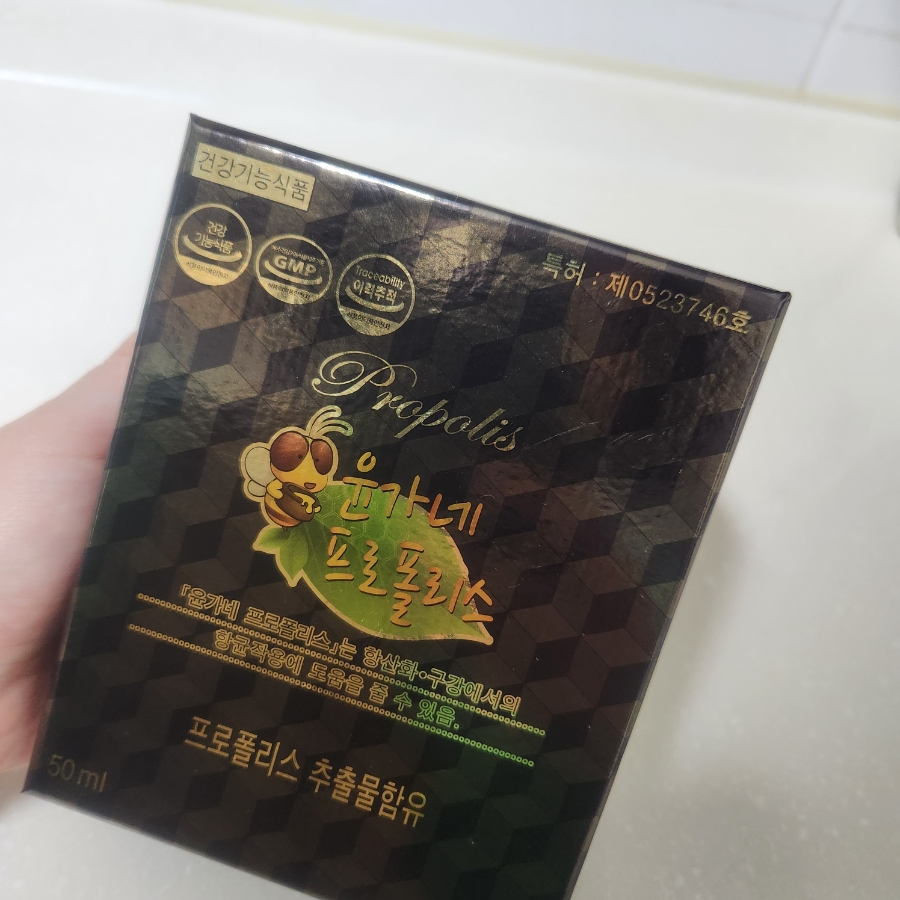 건강기능식품
건강
기능식품
GMP
Traceability
이력추적
특허 : 제0523746호
Propolis
윤가네
프로폴리스
『윤가네 프로폴리스』는 항산화·구강에서의
항균작용에 도움을 줄 수 있음.
프로폴리스 추출물함유
50ml